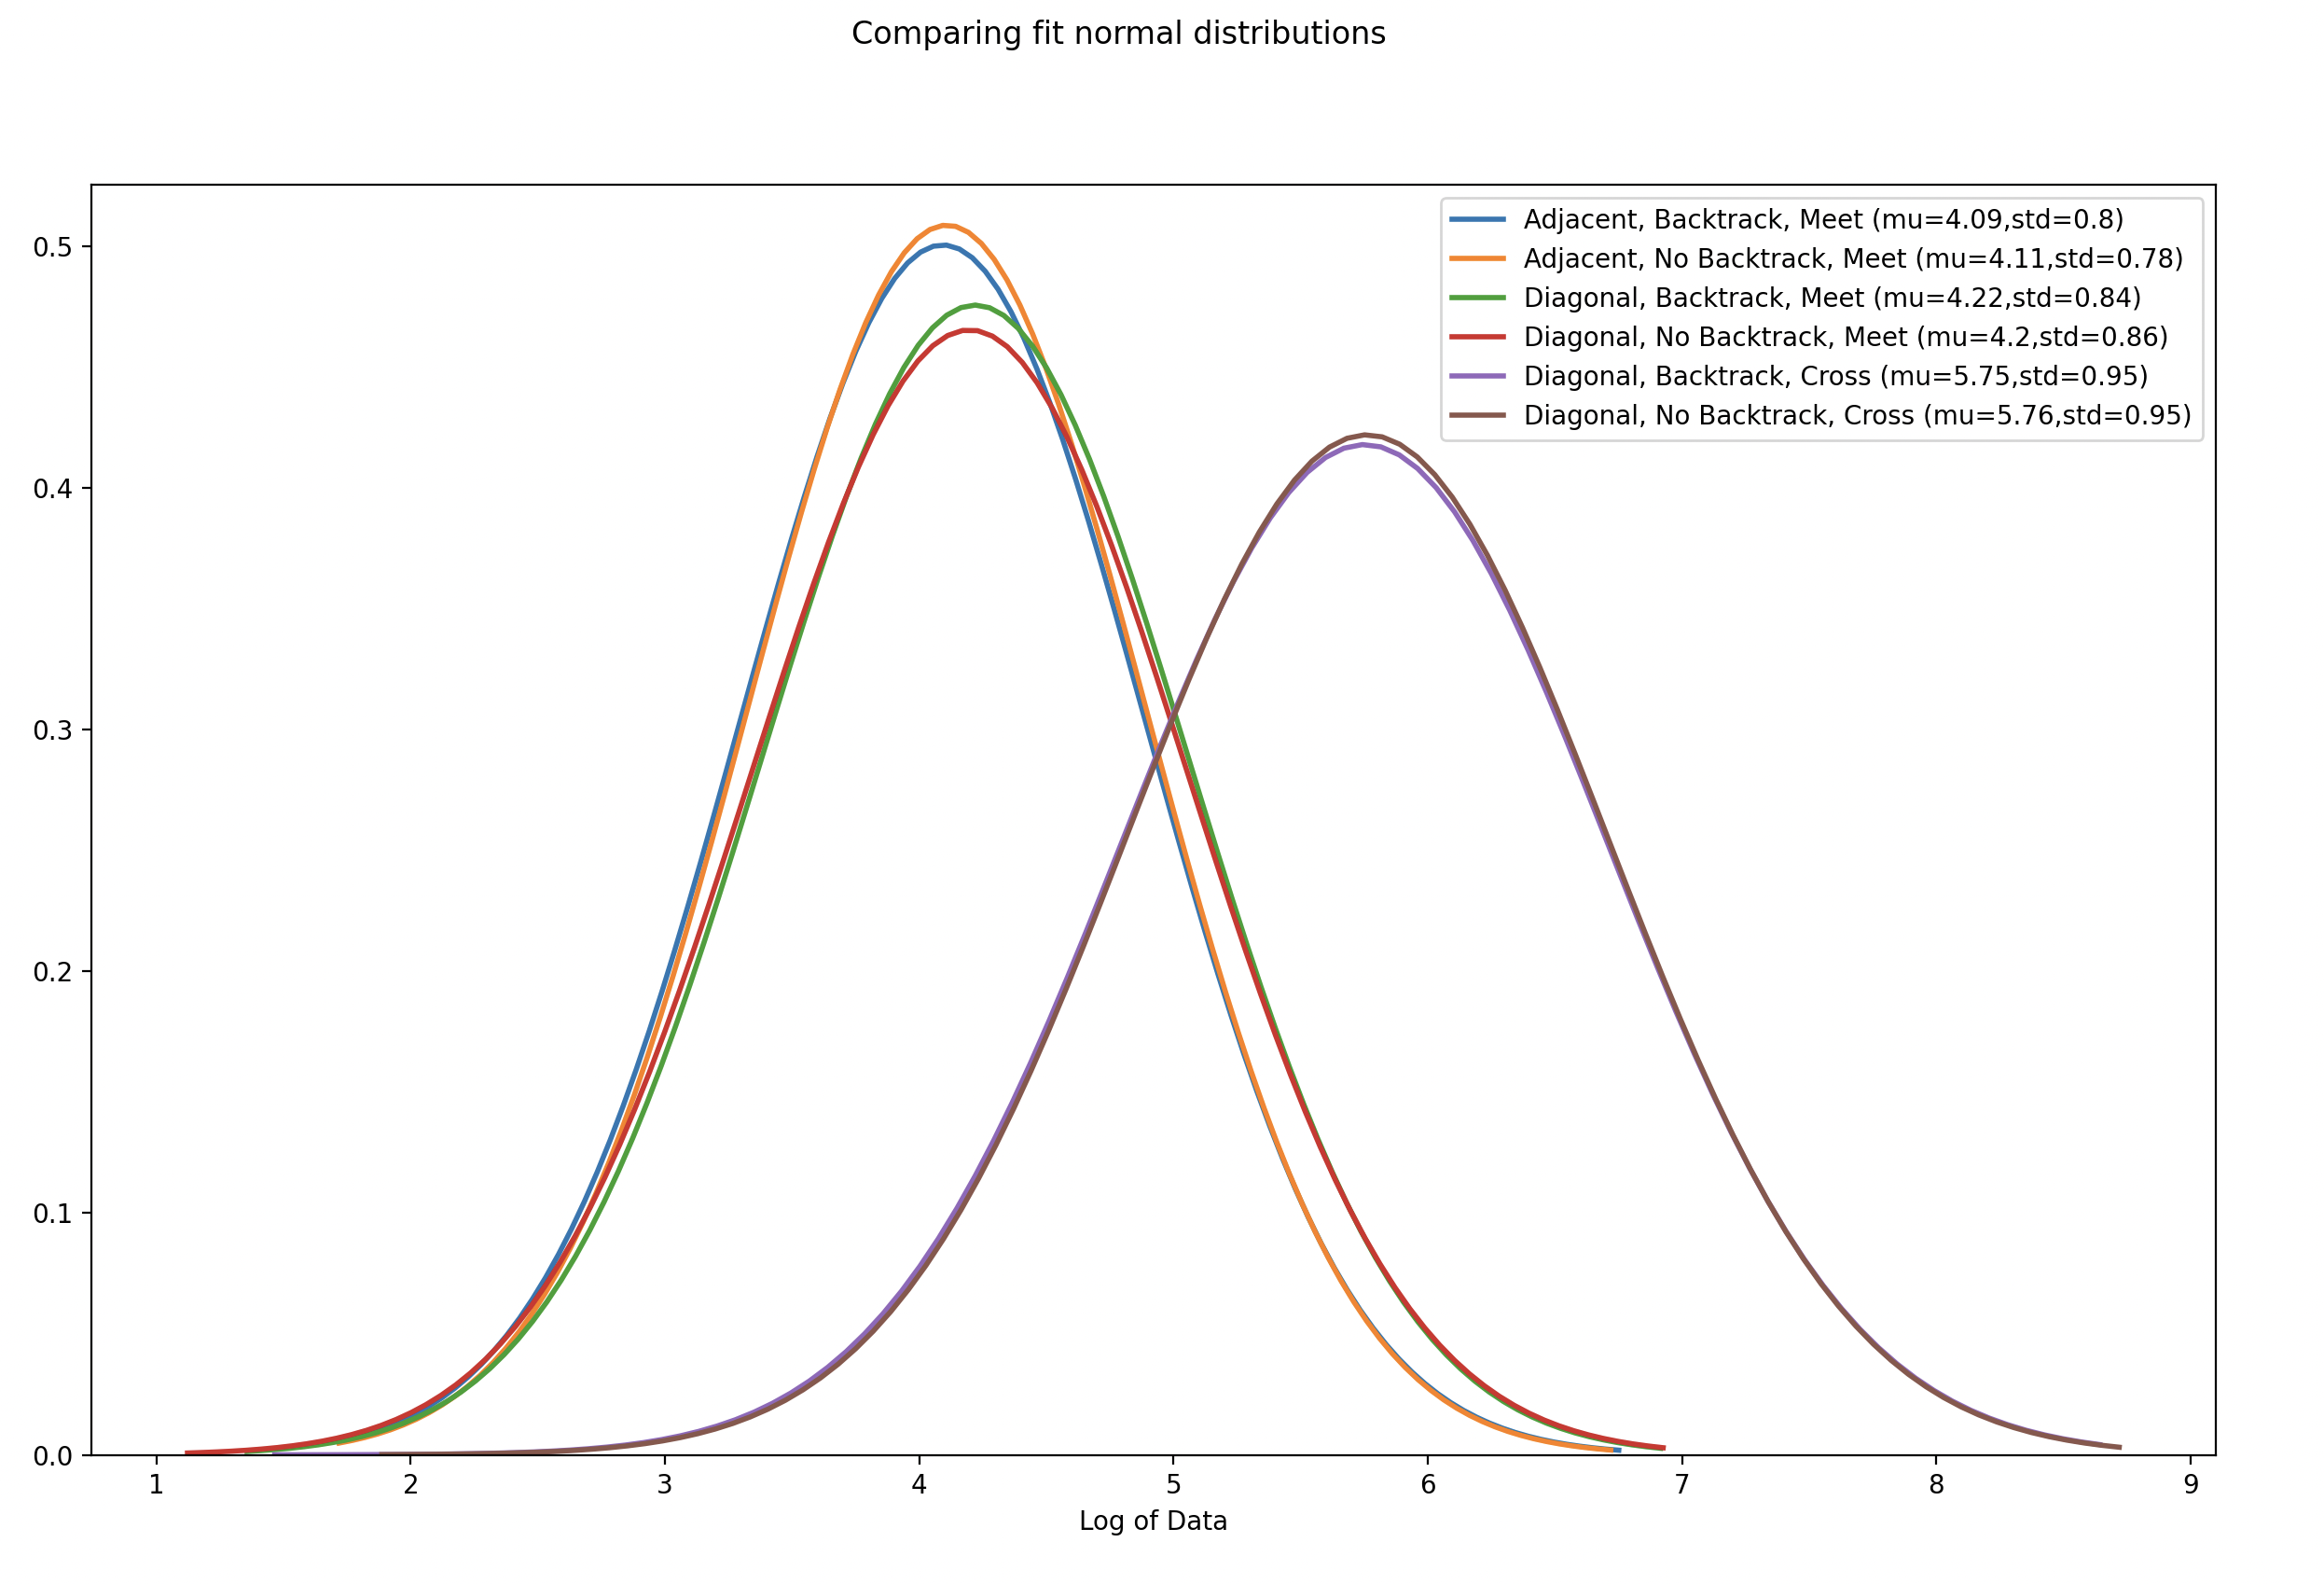 Comparing fit normal distributions
Adjacent, Backtrack, Meet (mu=4.09,std=0.8)
Adjacent, No Backtrack, Meet (mu=4.11,std=0.78)
Diagonal, Backtrack, Meet (mu=4.22,std=0.84)
Diagonal, No Backtrack, Meet (mu=4.2,std=0.86)
Diagonal, Backtrack, Cross (mu=5.75,std=0.95)
Diagonal, No Backtrack, Cross (mu=5.76,std=0.95)
0.5
0.4
0.3
0.2
0.1
0.0
1 2 3 4 5 6 7 8 9
Log of Data